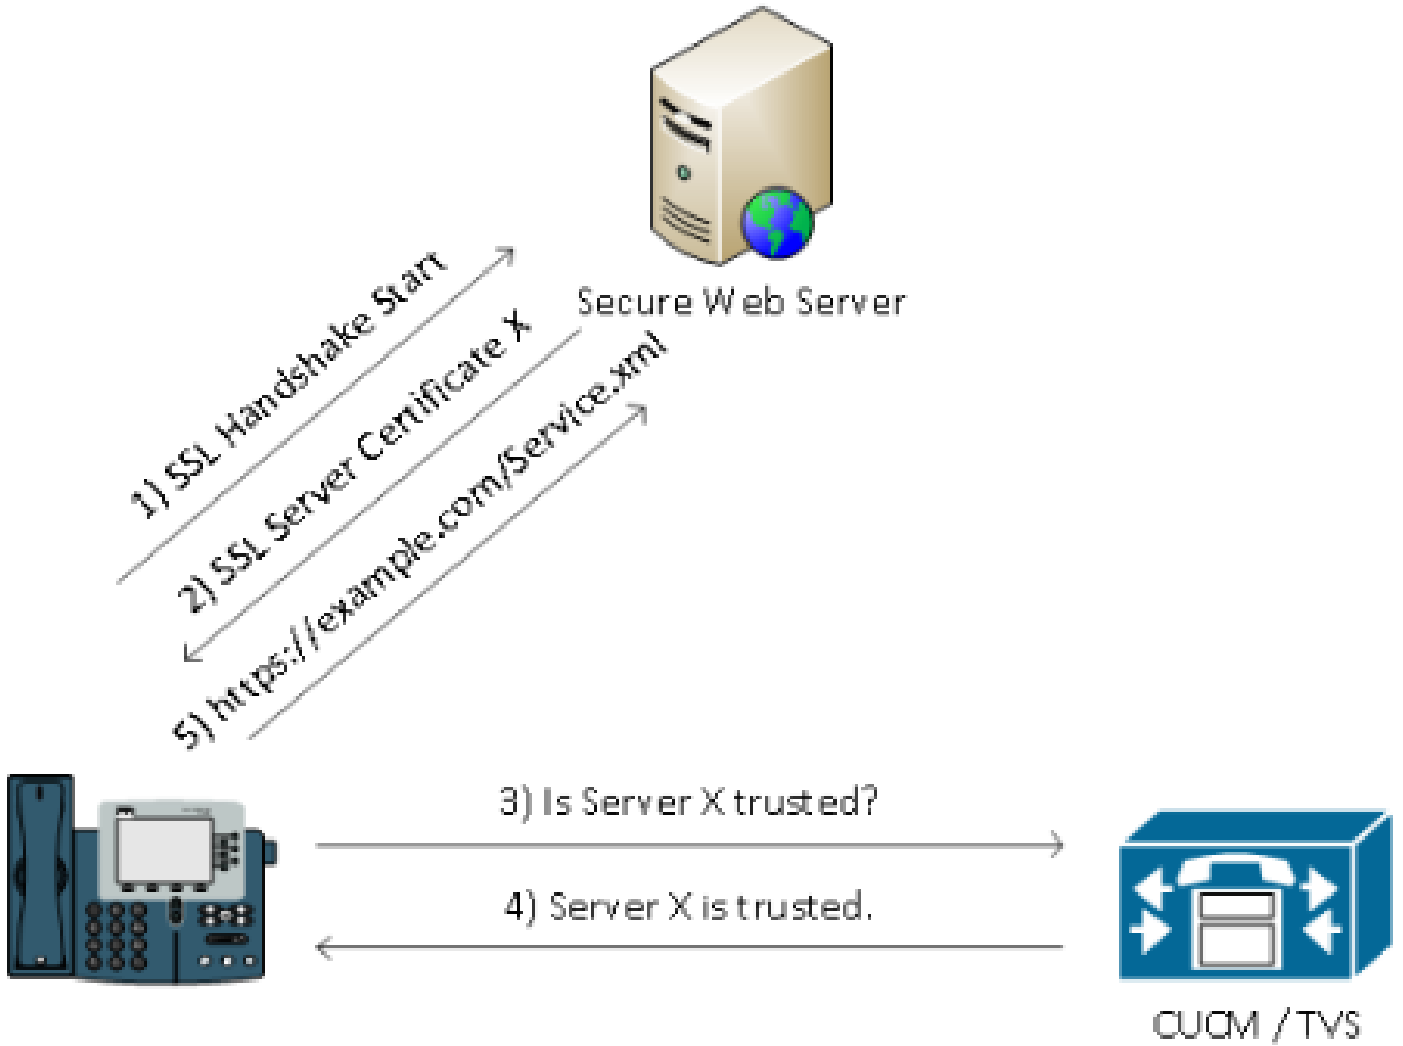 Secure Web Server
1) SSL Handshake Start
2) SSL Server Certificate X
5) https://example.com/Service.xml
3) Is Server X trusted?
4) Server X is trusted.
CUCM / TVS